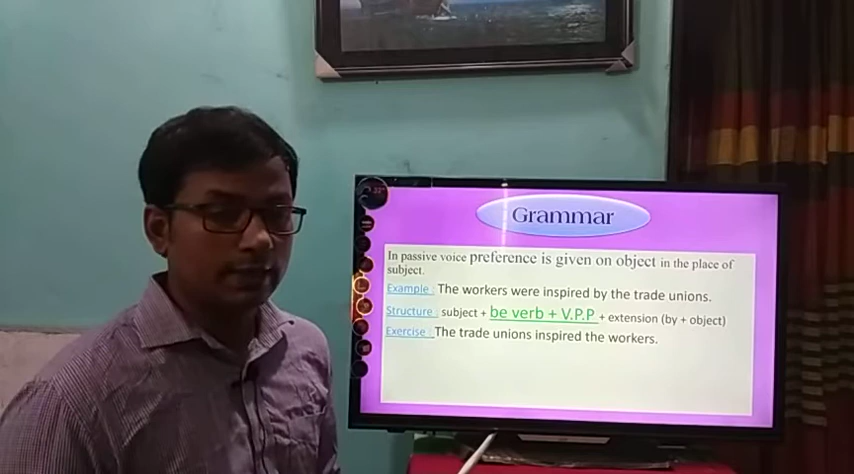 Grammar
In passive voice preference is given on object in the place of
subject.
Example : The workers were inspired by the trade unions.
Structure : subject + be verb + V.P.P + extension (by + object)
Exercise : The trade unions inspired the workers.